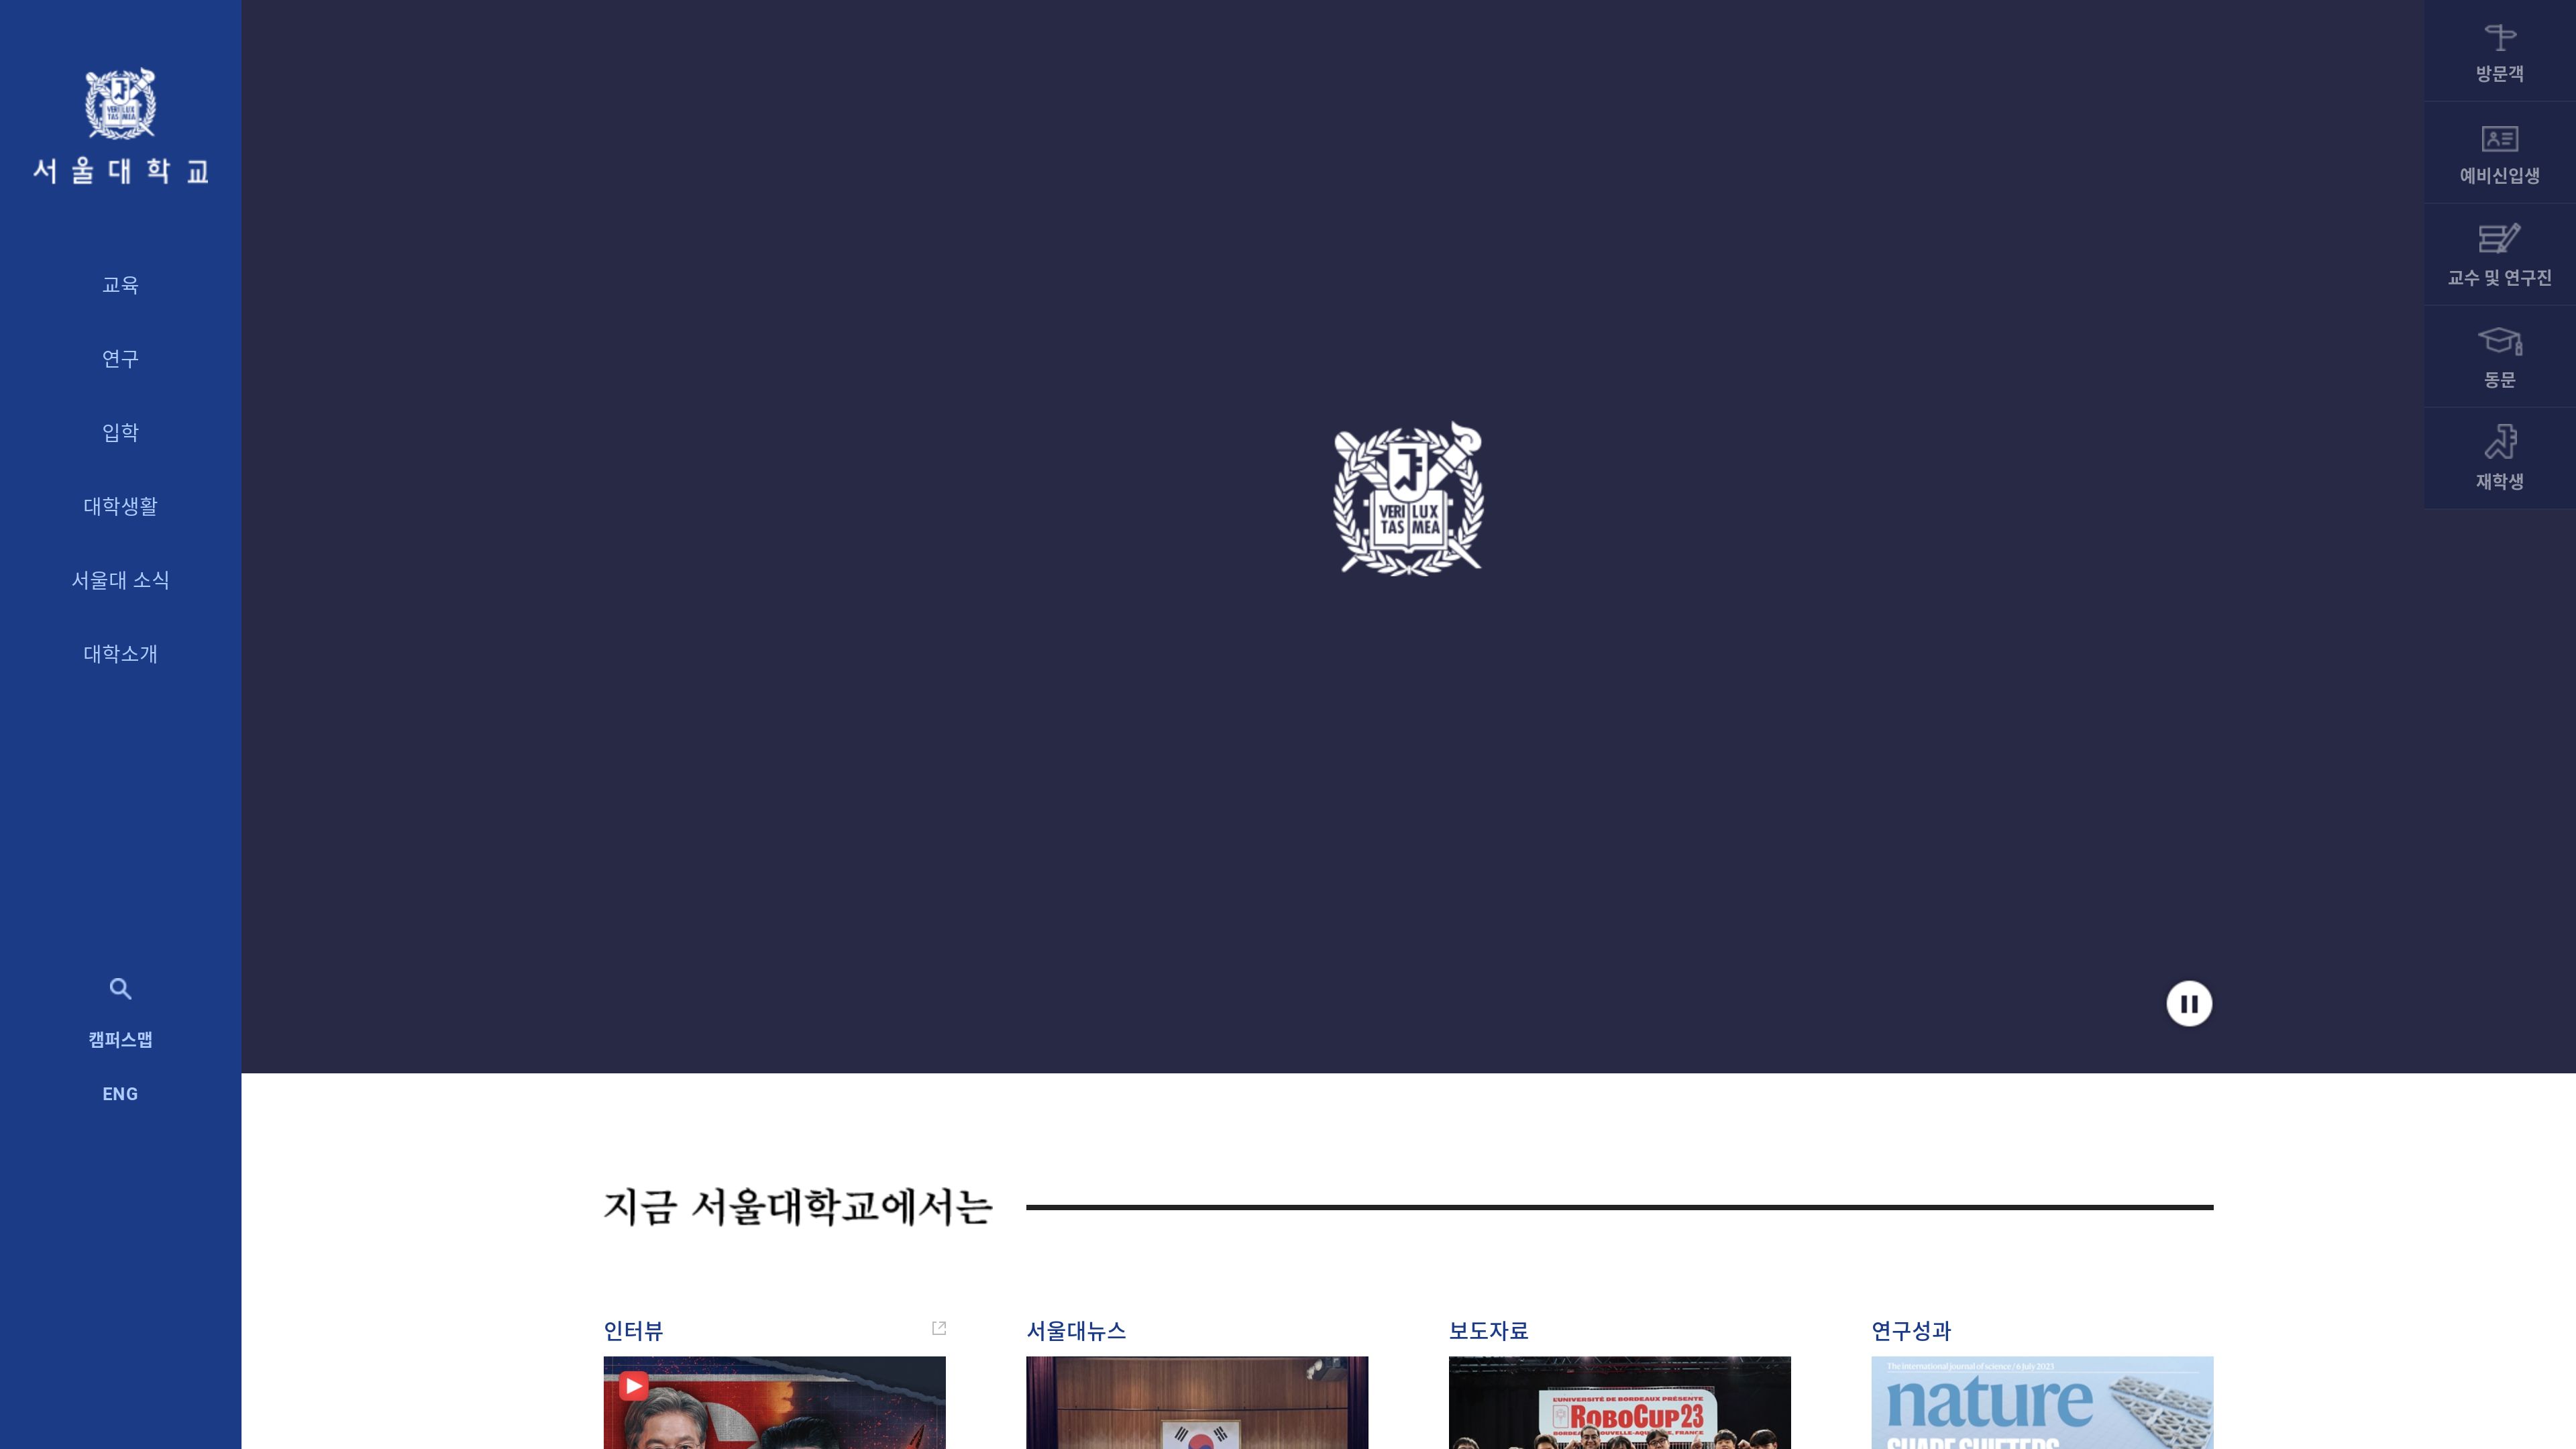 VERI LUX
TAS MEA
서울대학교
교육
연구
입학
대학생활
서울대 소식
대학소개
캠퍼스맵
ENG
VERI LUX
TAS MEA
방문객
예비신입생
교수 및 연구진
동문
재학생
지금 서울대학교에서는
인터뷰
서울대뉴스
보도자료
연구성과
L'UNIVERSITÉ DE BORDEAUX PRÉSENTE
ROBOCUP23
The international journal of science / 6 July 2023
nature
SHAPE SHIFTERS